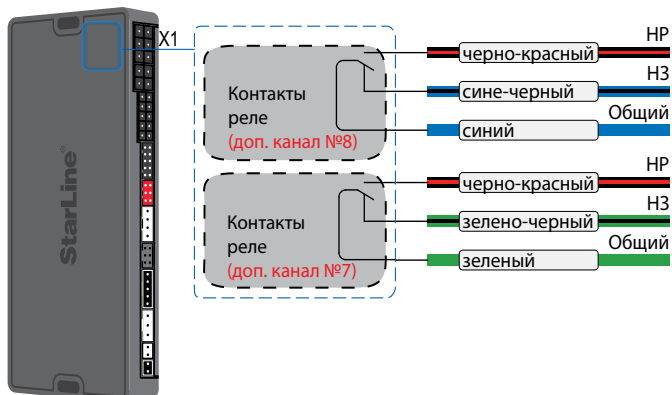 X1
StarLine®
Контакты
реле
(доп. канал №8)
черно-красный
НР
сине-черный
НЗ
синий
Общий
Контакты
реле
(доп. канал №7)
черно-красный
НР
зелено-черный
НЗ
зеленый
Общий